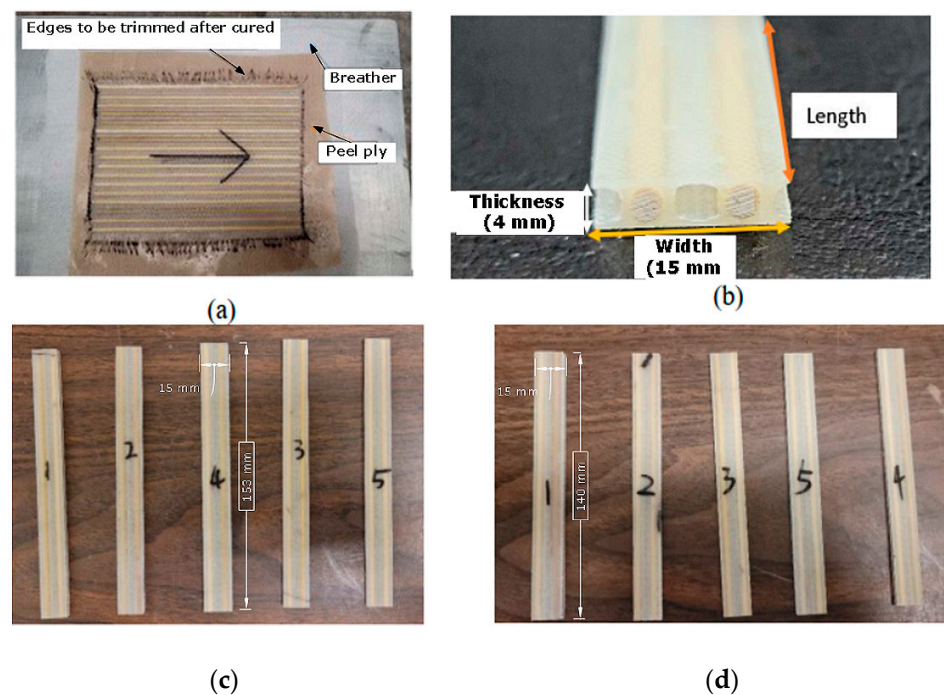 Edges to be trimmed after cured
Breather
Peel ply
(a)
Length
Thickness
(4 mm)
Width
(15 mm
(b)
15 mm
153 mm
1
2
4
3
5
(c)
15 mm
140 mm
1
2
3
5
4
(d)